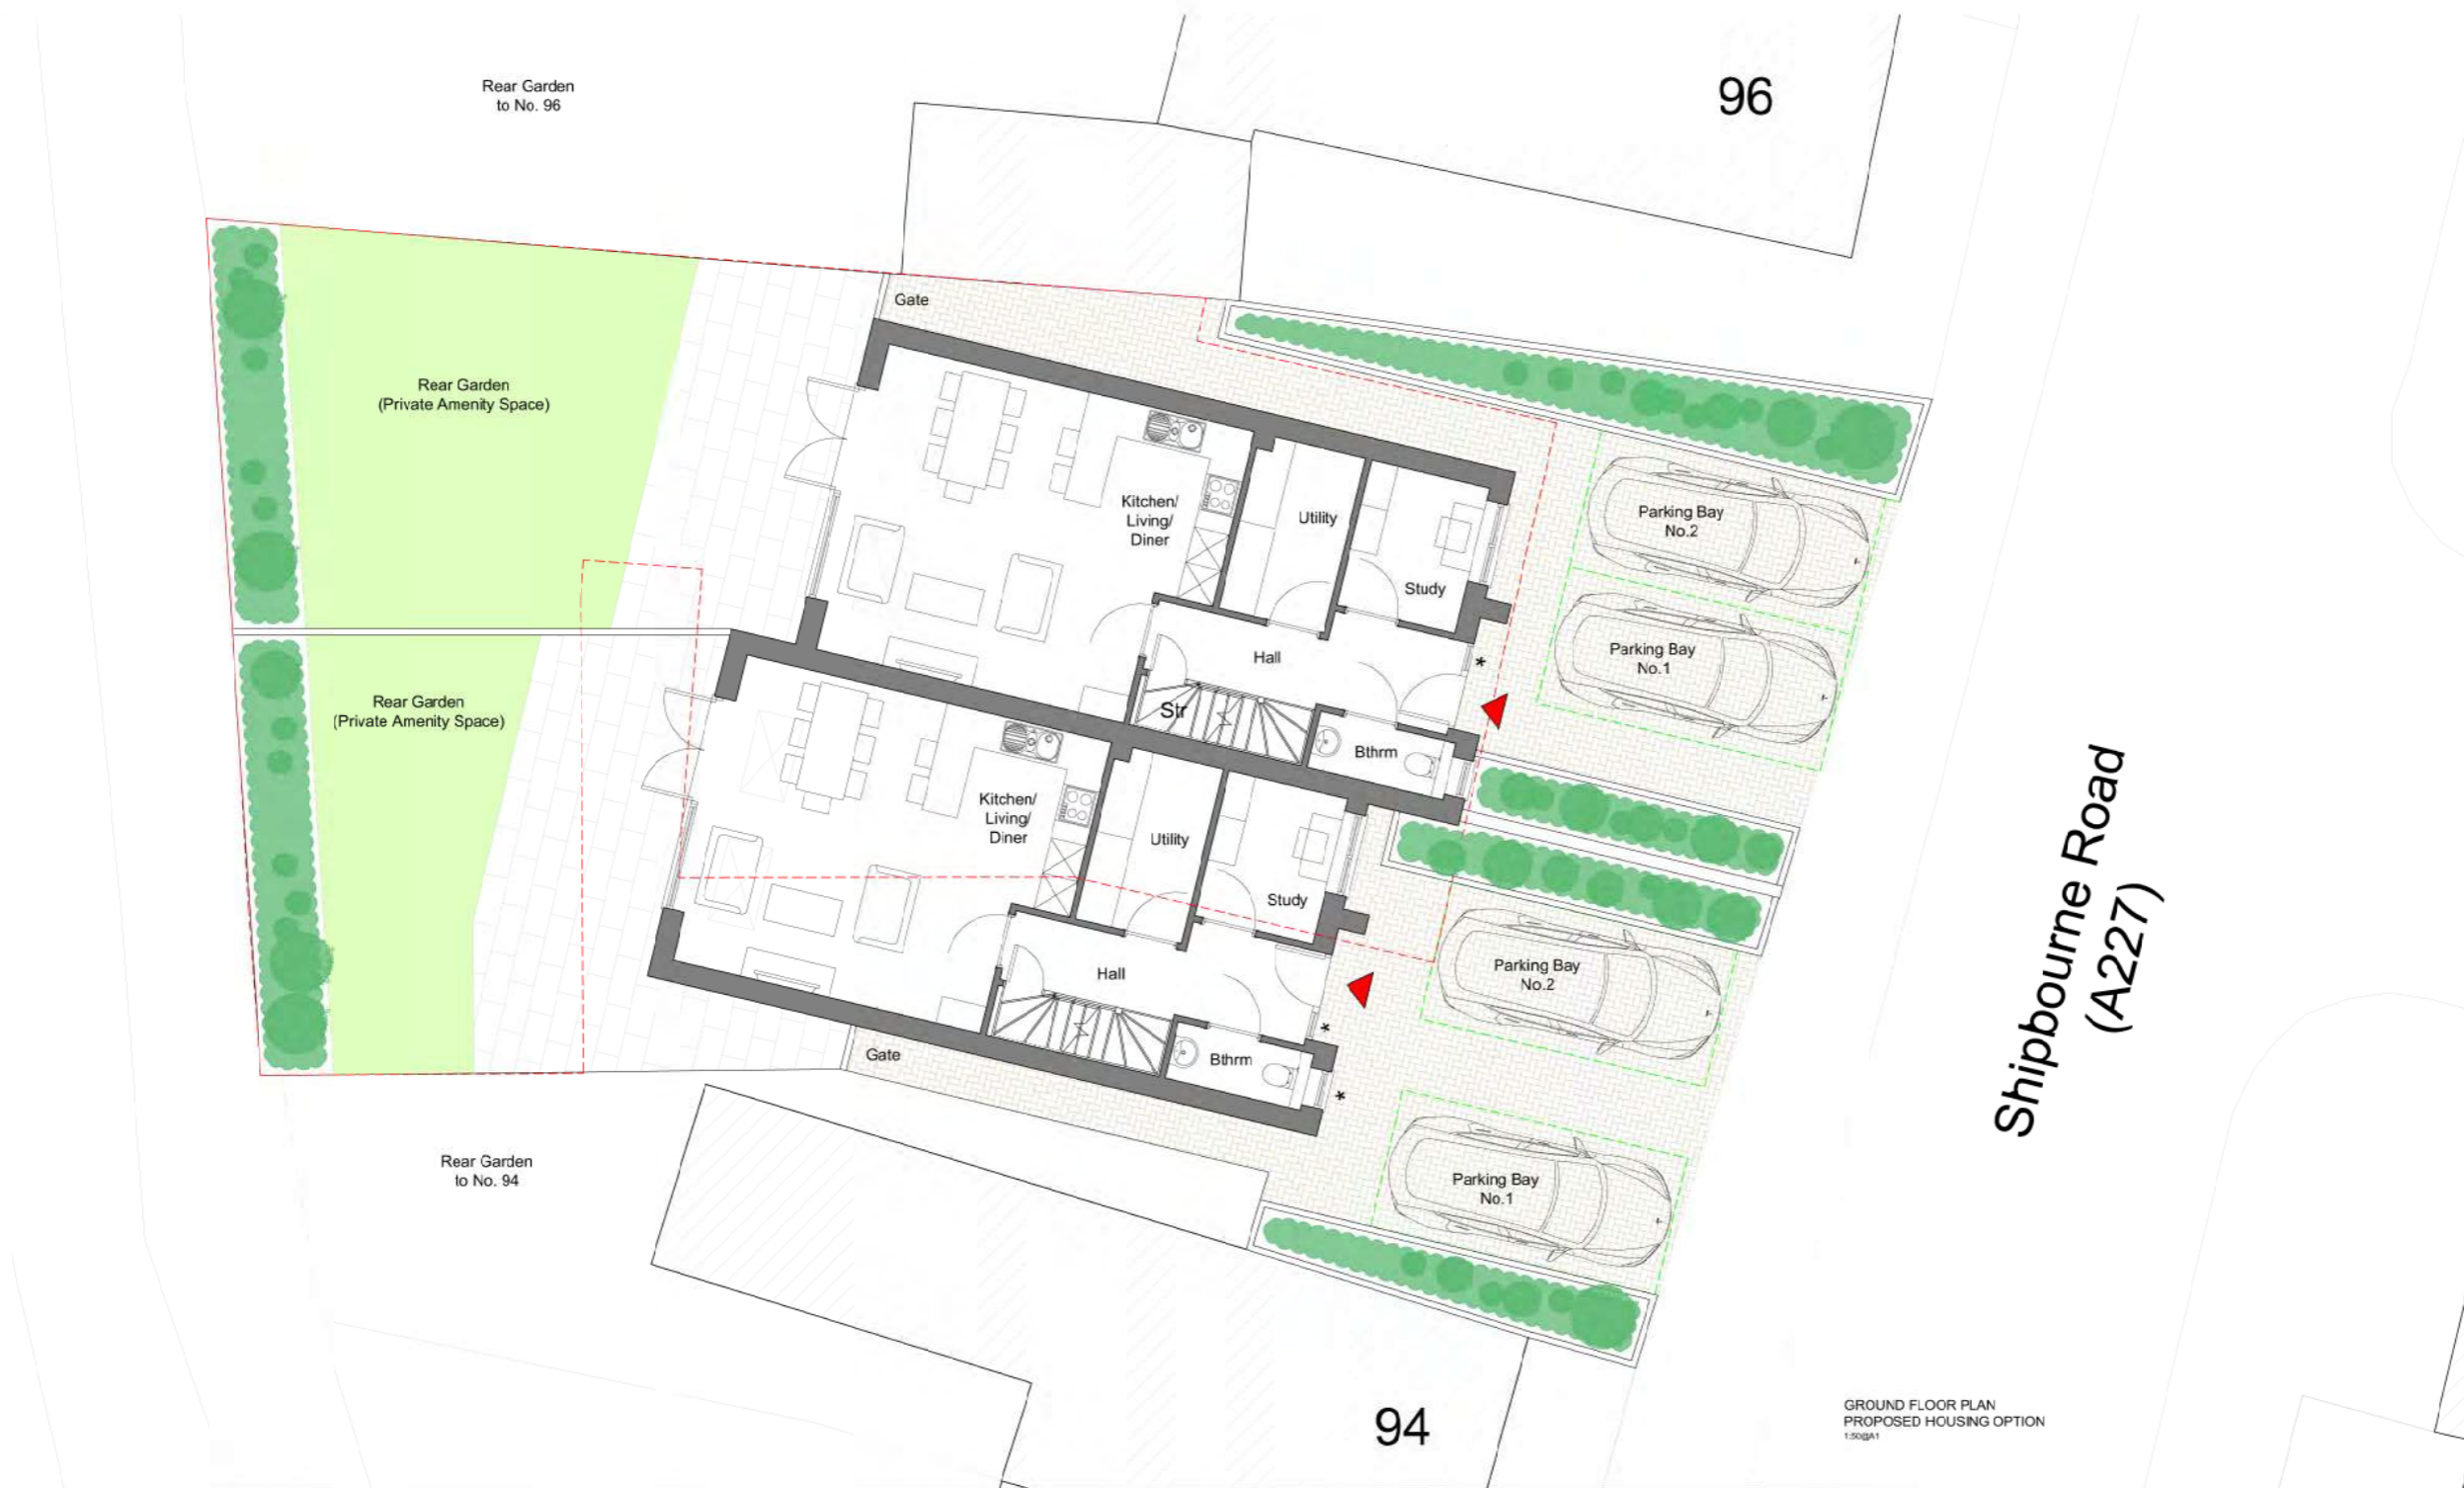 Rear Garden
to No. 96
96
Gate
Rear Garden
(Private Amenity Space)
Kitchen/
Living/
Diner
Utility
Study
Parking Bay
No.2
Parking Bay
No.1
Hall
*
Str
Bthrm
Rear Garden
(Private Amenity Space)
Kitchen/
Living/
Diner
Utility
Study
Parking Bay
No.2
Hall
*
Gate
Bthrm
*
Parking Bay
No.1
Shipbourne Road
(A227)
Rear Garden
to No. 94
94
GROUND FLOOR PLAN
PROPOSED HOUSING OPTION
1:50@A1